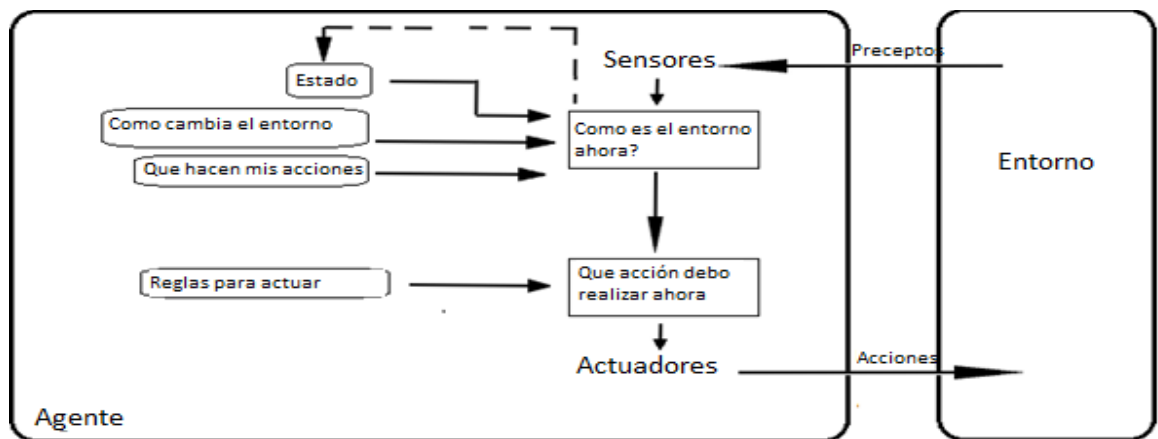 Sensores
Preceptos
Estado
Como cambia el entorno
Como es el entorno
ahora?
Que hacen mis acciones
Entorno
Reglas para actuar
Que acción debo
realizar ahora
Actuadores
Acciones
Agente